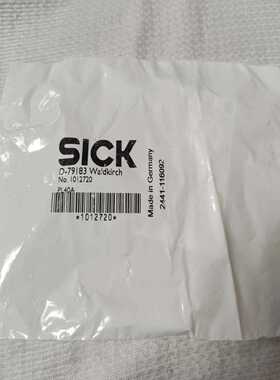 SICK
D-79183 Waldkirch
No. 1012720
PL40A
*1012720*
Made in Germany
2441-116092